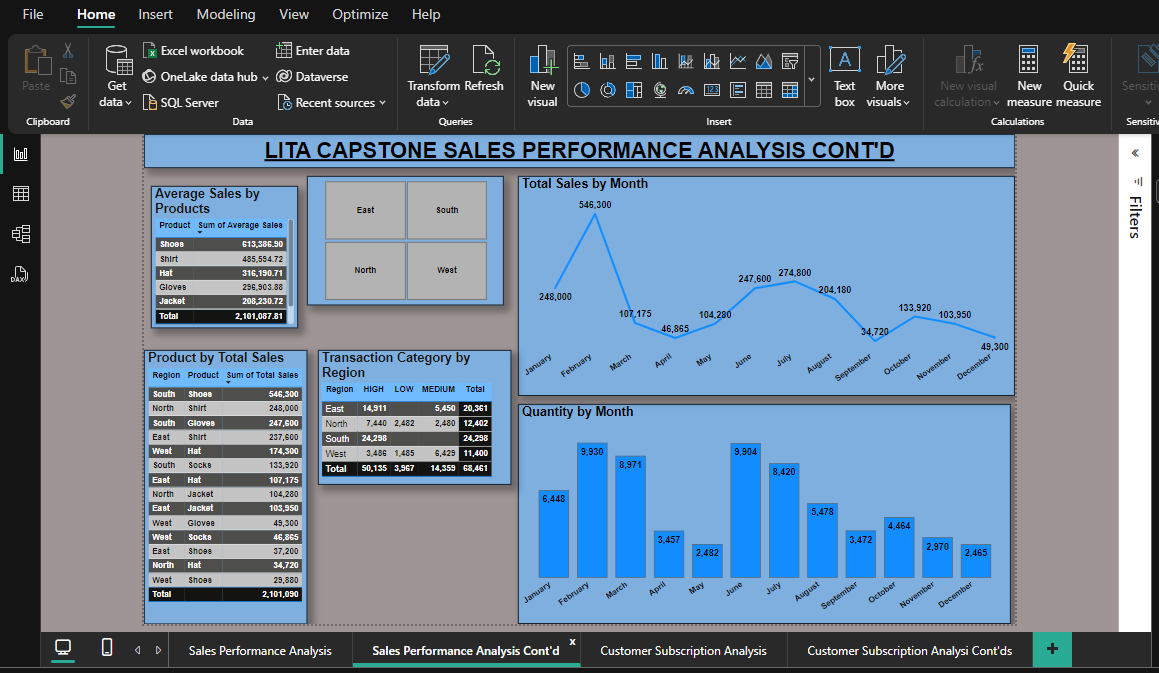 File Home Insert Modeling View Optimize Help
Paste
Clipboard
Get data
Excel workbook
OneLake data hub
SQL Server
Enter data
Dataverse
Recent sources
Data
Transform data
Refresh
Queries
New visual
Text box
More visuals
Insert
New visual calculation
New measure
Quick measure
Calculations
Sensitiv
Sensitiv
LITA CAPSTONE SALES PERFORMANCE ANALYSIS CONT'D
Average Sales by
Products
Product Sum of Average Sales
Shoes 613,386.90
Shirt 485,594.72
Hat 316,190.71
Gloves 296,903.88
Jacket 208,230.72
Total 2,101,087.81
East South
North West
Total Sales by Month
546,300
248,000
107,175
46,865
104,280
247,600
274,800
204,180
34,720
133,920
103,950
49,300
January February March April May June July August September October November December
Product by Total Sales
Region Product Sum of Total Sales
South Shoes 546,300
North Shirt 248,000
South Gloves 247,600
East Shirt 237,600
West Hat 174,300
South Socks 133,920
East Hat 107,175
North Jacket 104,280
East Jacket 103,950
West Gloves 49,300
West Socks 46,865
East Shoes 37,200
North Hat 34,720
West Shoes 29,880
Total 2,101,090
Transaction Category by
Region
Region HIGH LOW MEDIUM Total
East 14,911 5,450 20,361
North 7,440 2,482 2,480 12,402
South 24,298 24,298
West 3,486 1,485 6,429 11,400
Total 50,135 3,967 14,359 68,461
Quantity by Month
6,448 9,930 8,971 3,457 2,482 9,904 8,420 5,478 3,472 4,464 2,970 2,465
January February March April May June July August September October November December
Filters
DAX
Sales Performance Analysis
Sales Performance Analysis Cont'd x
Customer Subscription Analysis
Customer Subscription Analysi Cont'ds
+